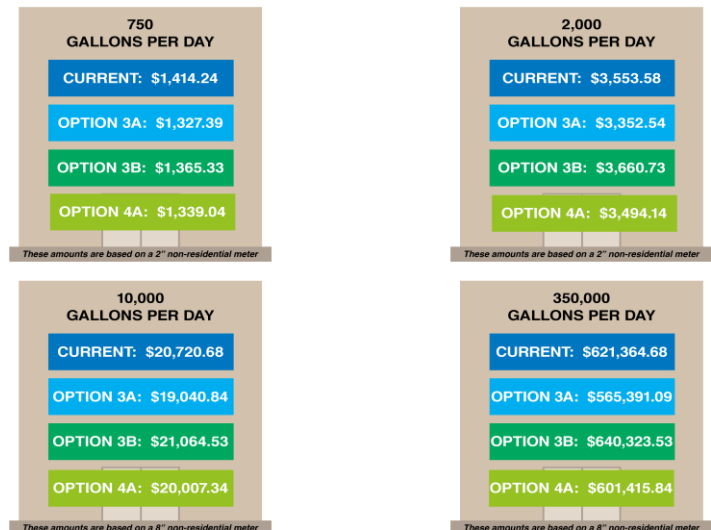 750
GALLONS PER DAY
CURRENT: $1,414.24
OPTION 3A: $1,327.39
OPTION 3B: $1,365.33
OPTION 4A: $1,339.04
These amounts are based on a 2" non-residential meter
2,000
GALLONS PER DAY
CURRENT: $3,553.58
OPTION 3A: $3,352.54
OPTION 3B: $3,660.73
OPTION 4A: $3,494.14
These amounts are based on a 2" non-residential meter
10,000
GALLONS PER DAY
CURRENT: $20,720.68
OPTION 3A: $19,040.84
OPTION 3B: $21,064.53
OPTION 4A: $20,007.34
These amounts are based on a 8" non-residential meter
350,000
GALLONS PER DAY
CURRENT: $621,364.68
OPTION 3A: $565,391.09
OPTION 3B: $640,323.53
OPTION 4A: $601,415.84
These amounts are based on a 8" non-residential meter